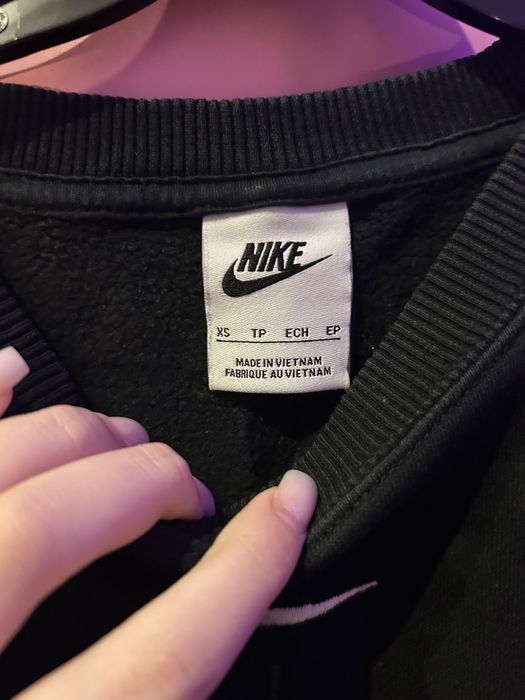 NIKE
XS TP ECH EP
MADE IN VIETNAM
FABRIQUE AU VIETNAM